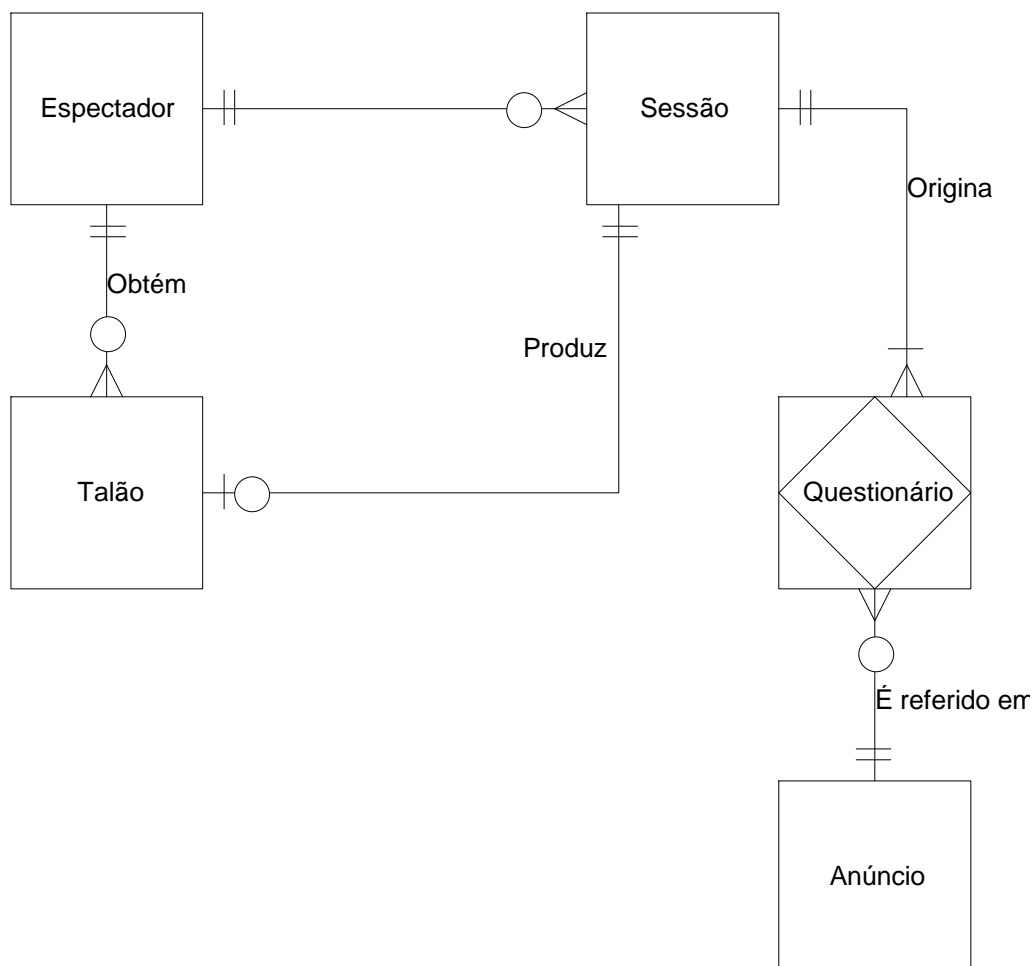 Espectador
Sessão
Origina
Obtém
Produz
Talão
Questionário
É referido em
Anúncio